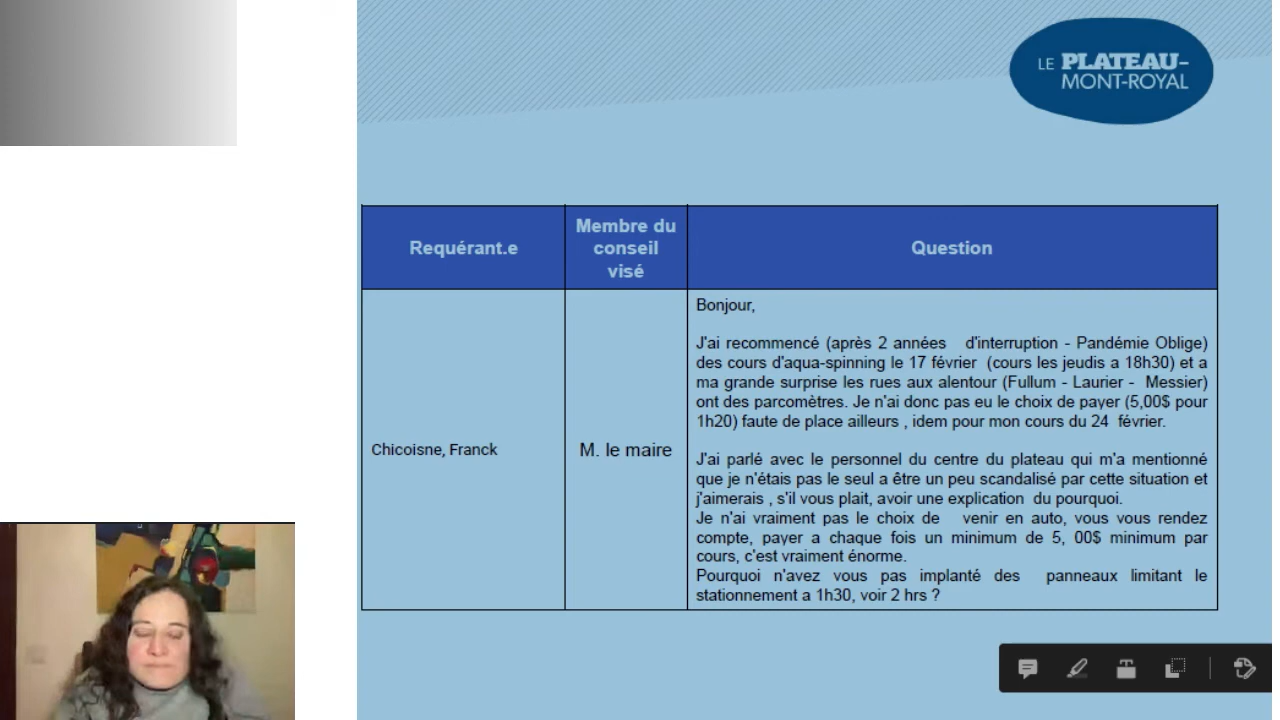 LE PLATEAU-
MONT-ROYAL
Requérant.e
Membre du
conseil
visé
Question
Chicoisne, Franck
M. le maire
Bonjour,
J'ai recommencé (après 2 années d'interruption - Pandémie Oblige)
des cours d'aqua-spinning le 17 février (cours les jeudis a 18h30) et a
ma grande surprise les rues aux alentour (Fullum - Laurier - Messier)
ont des parcomètres. Je n'ai donc pas eu le choix de payer (5,00$ pour
1h20) faute de place ailleurs , idem pour mon cours du 24 février.
J'ai parlé avec le personnel du centre du plateau qui m'a mentionné
que je n'étais pas le seul a être un peu scandalisé par cette situation et
j'aimerais , s'il vous plait, avoir une explication du pourquoi.
Je n'ai vraiment pas le choix de venir en auto, vous vous rendez
compte, payer a chaque fois un minimum de 5, 00$ minimum par
cours, c'est vraiment énorme.
Pourquoi n'avez vous pas implanté des panneaux limitant le
stationnement a 1h30, voir 2 hrs ?